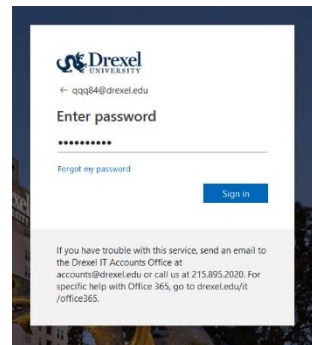 Drexel
UNIVERSITY
← qqq84@drexel.edu
Enter password
••••••••••
Forgot my password
Sign in
If you have trouble with this service, send an email to
the Drexel IT Accounts Office at
accounts@drexel.edu or call us at 215.895.2020. For
specific help with Office 365, go to drexel.edu/it
/office365.